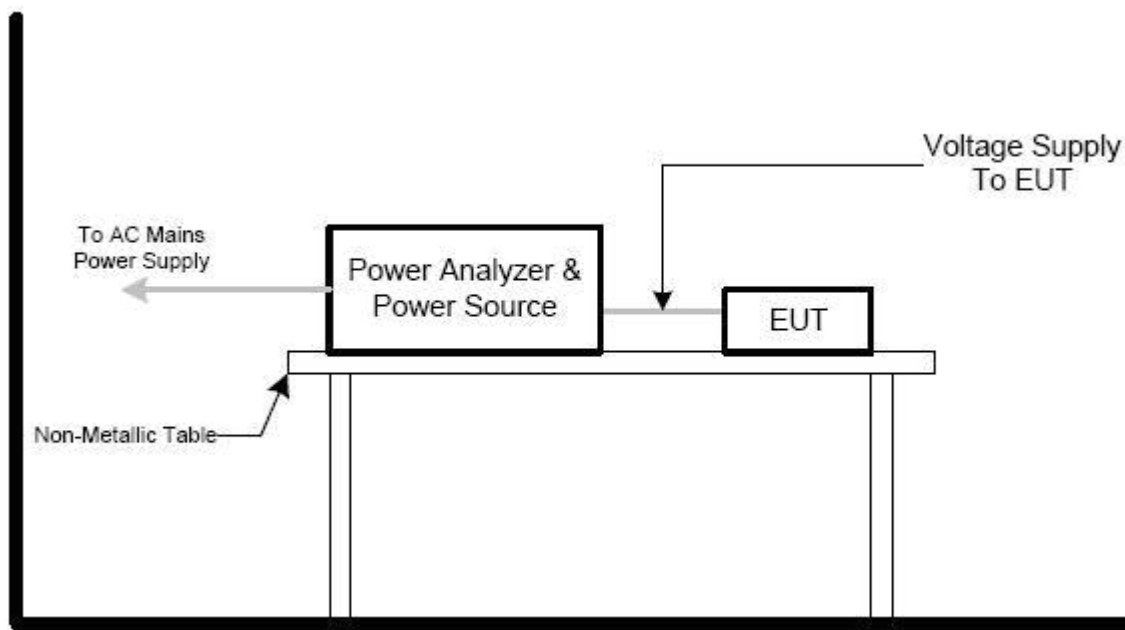 Voltage Supply
To EUT
To AC Mains
Power Supply
Power Analyzer &
Power Source
EUT
Non-Metallic Table